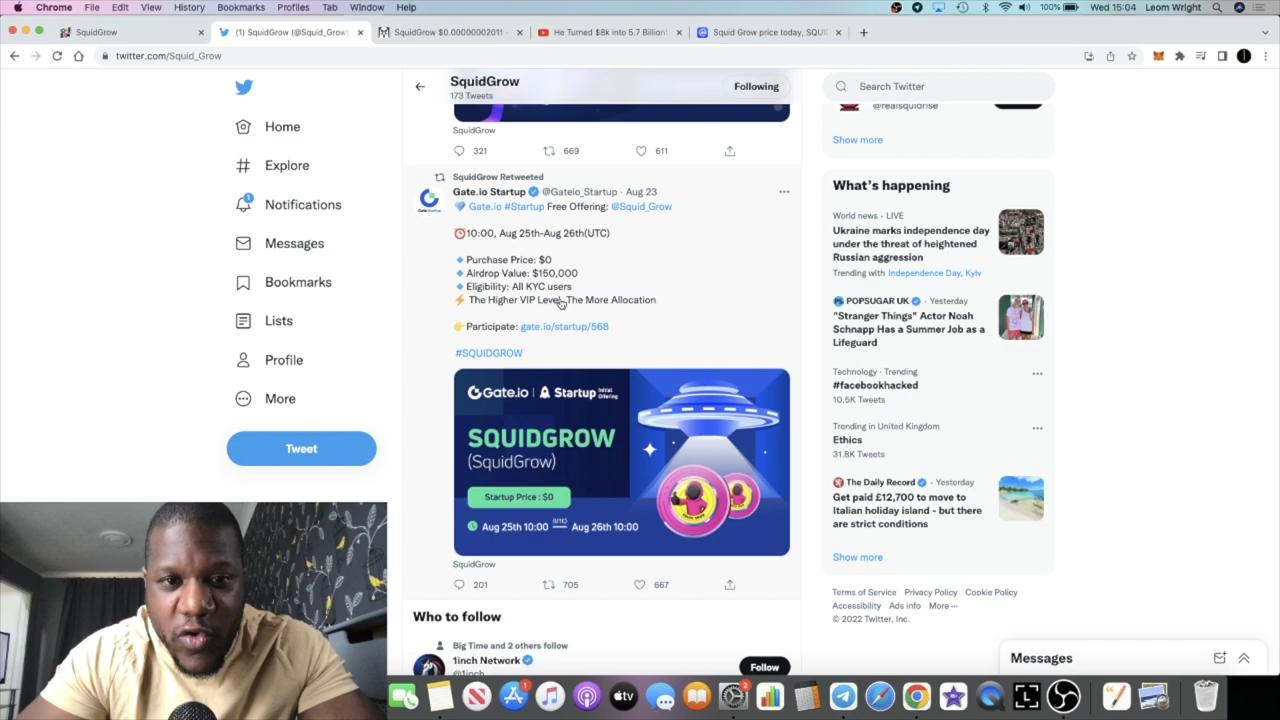 Chrome File Edit View History Bookmarks Profiles Tab Window Help 100% Wed 15:04 Leom Wright
SquidGrow
(1) SquidGrow (@Squid_Grow)
SquidGrow $0.00000002011
He Turned $8k into 5.7 Billion!
Squid Grow price today, SQUI
twitter.com/Squid_Grow
Home
Explore
1
Notifications
Messages
Bookmarks
Lists
Profile
More
Tweet
SquidGrow
173 Tweets
Following
SquidGrow
321 669 611
SquidGrow Retweeted
Gate.io Startup @Gateio_Startup · Aug 23
💎 Gate.io #Startup Free Offering: @Squid_Grow
⏰10:00, Aug 25th-Aug 26th(UTC)
🔹Purchase Price: $0
🔹Airdrop Value: $150,000
🔹Eligibility: All KYC users
⚡ The Higher VIP Level, The More Allocation
👉Participate: gate.io/startup/568
#SQUIDGROW
Gate.io Startup Initial Offering
SQUIDGROW
(SquidGrow)
Startup Price : $0
Aug 25th 10:00 Aug 26th 10:00
SquidGrow
201 705 667
Who to follow
Big Time and 2 others follow
1inch Network
@1inch
Follow
Search Twitter
@realsquidrise
Show more
What's happening
World news · LIVE
Ukraine marks independence day
under the threat of heightened
Russian aggression
Trending with Independence Day, Kyiv
POPSUGAR UK · Yesterday
"Stranger Things" Actor Noah
Schnapp Has a Summer Job as a
Lifeguard
Technology · Trending
#facebookhacked
10.5K Tweets
Trending in United Kingdom
Ethics
31.8K Tweets
The Daily Record · Yesterday
Get paid £12,700 to move to
Italian holiday island - but there
are strict conditions
Show more
Terms of Service Privacy Policy Cookie Policy
Accessibility Ads info More ···
© 2022 Twitter, Inc.
Messages